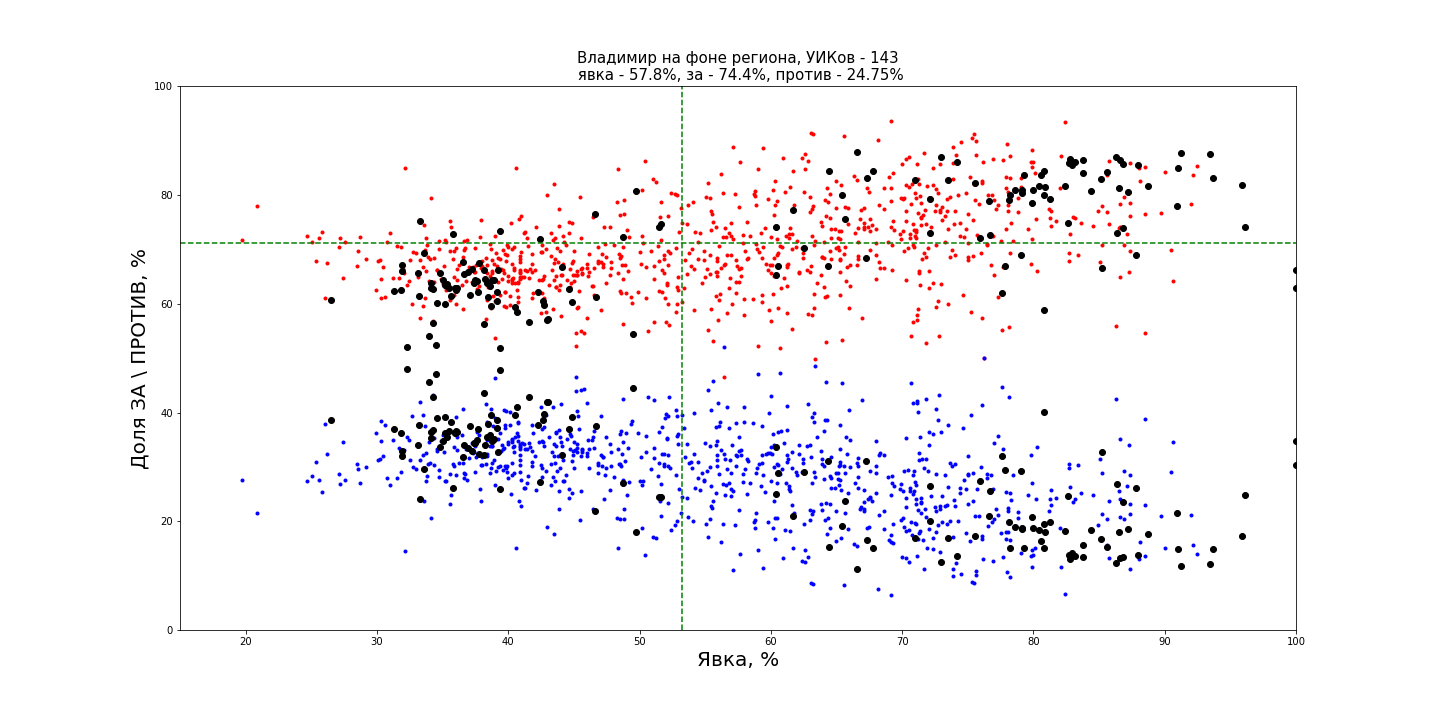 Владимир на фоне региона, УИКов - 143
явка - 57.8%, за - 74.4%, против - 24.75%
100
80
60
40
20
0
Доля ЗА \ ПРОТИВ, %
20 30 40 50 60 70 80 90 100
Явка, %